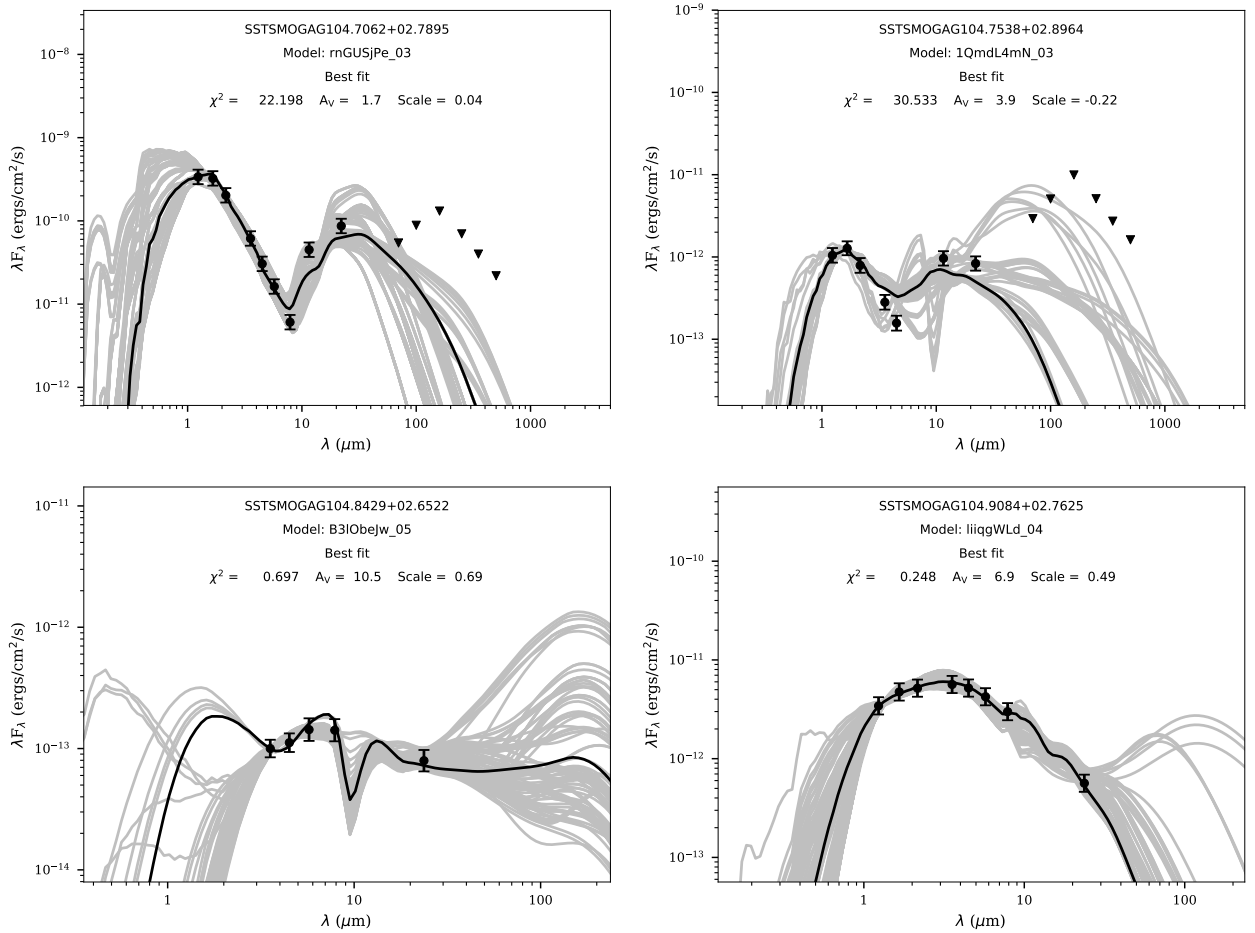 SSTSMOGAG104.7062+02.7895
Model: rnGUSjPe_03
Best fit
χ² = 22.198 A_V = 1.7 Scale = 0.04
10⁻⁸
10⁻⁹
10⁻¹⁰
10⁻¹¹
10⁻¹²
λF_λ (ergs/cm²/s)
1 10 100 1000
λ (μm)
SSTSMOGAG104.7538+02.8964
Model: 1QmdL4mN_03
Best fit
χ² = 30.533 A_V = 3.9 Scale = -0.22
10⁻⁹
10⁻¹⁰
10⁻¹¹
10⁻¹²
10⁻¹³
λF_λ (ergs/cm²/s)
1 10 100 1000
λ (μm)
SSTSMOGAG104.8429+02.6522
Model: B3lObeJw_05
Best fit
χ² = 0.697 A_V = 10.5 Scale = 0.69
10⁻¹¹
10⁻¹²
10⁻¹³
10⁻¹⁴
λF_λ (ergs/cm²/s)
1 10 100
λ (μm)
SSTSMOGAG104.9084+02.7625
Model: liiqgWLd_04
Best fit
χ² = 0.248 A_V = 6.9 Scale = 0.49
10⁻¹⁰
10⁻¹¹
10⁻¹²
10⁻¹³
λF_λ (ergs/cm²/s)
1 10 100
λ (μm)